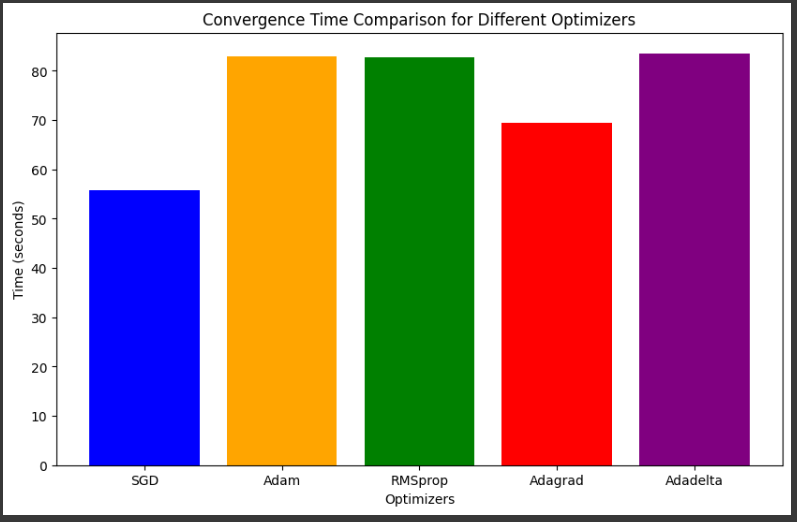 Convergence Time Comparison for Different Optimizers
Time (seconds)
80
70
60
50
40
30
20
10
0
SGD Adam RMSprop Adagrad Adadelta
Optimizers